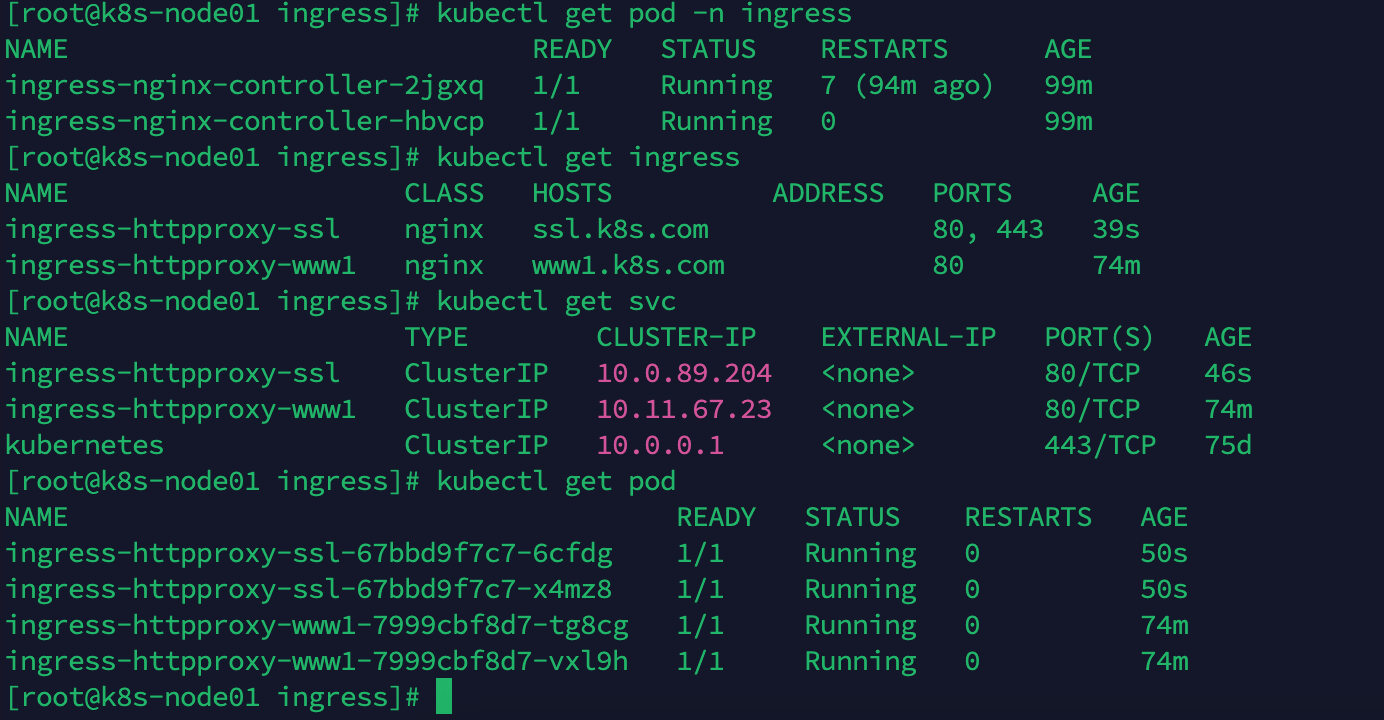 [root@k8s-node01 ingress]# kubectl get pod -n ingress
NAME                             READY   STATUS    RESTARTS      AGE
ingress-nginx-controller-2jgxq   1/1     Running   7 (94m ago)   99m
ingress-nginx-controller-hbvcp   1/1     Running   0             99m
[root@k8s-node01 ingress]# kubectl get ingress
NAME                     CLASS   HOSTS          ADDRESS   PORTS     AGE
ingress-httpproxy-ssl    nginx   ssl.k8s.com              80, 443   39s
ingress-httpproxy-www1   nginx   www1.k8s.com             80        74m
[root@k8s-node01 ingress]# kubectl get svc
NAME                     TYPE        CLUSTER-IP    EXTERNAL-IP   PORT(S)   AGE
ingress-httpproxy-ssl    ClusterIP   10.0.89.204   <none>        80/TCP    46s
ingress-httpproxy-www1   ClusterIP   10.11.67.23   <none>        80/TCP    74m
kubernetes               ClusterIP   10.0.0.1      <none>        443/TCP   75d
[root@k8s-node01 ingress]# kubectl get pod
NAME                                      READY   STATUS    RESTARTS   AGE
ingress-httpproxy-ssl-67bbd9f7c7-6cfdg    1/1     Running   0          50s
ingress-httpproxy-ssl-67bbd9f7c7-x4mz8    1/1     Running   0          50s
ingress-httpproxy-www1-7999cbf8d7-tg8cg   1/1     Running   0          74m
ingress-httpproxy-www1-7999cbf8d7-vxl9h   1/1     Running   0          74m
[root@k8s-node01 ingress]#